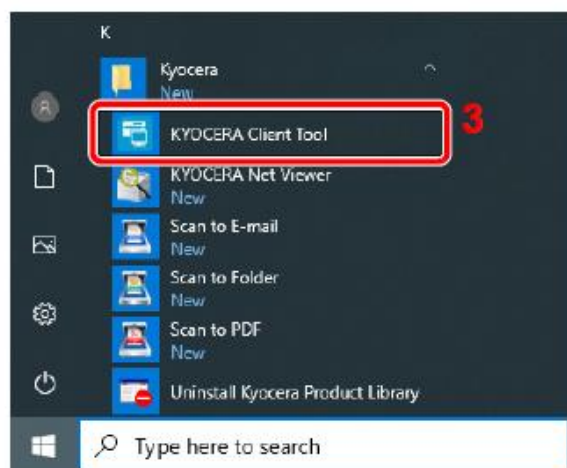 K
Kyocera
New
KYOCERA Client Tool
3
KYOCERA Net Viewer
New
Scan to E-mail
New
Scan to Folder
New
Scan to PDF
New
Uninstall Kyocera Product Library
Type here to search